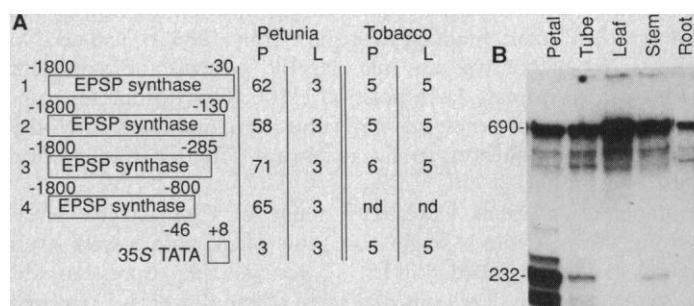 A
Petunia Tobacco
P L P L
-1800 -30
1 EPSP synthase 62 3 5 5
-1800 -130
2 EPSP synthase 58 3 5 5
-1800 -285
3 EPSP synthase 71 3 6 5
-1800 -800
4 EPSP synthase 65 3 nd nd
-46 +8
35S TATA 3 3 5 5
B
Petal Tube Leaf Stem Root
690-
232-